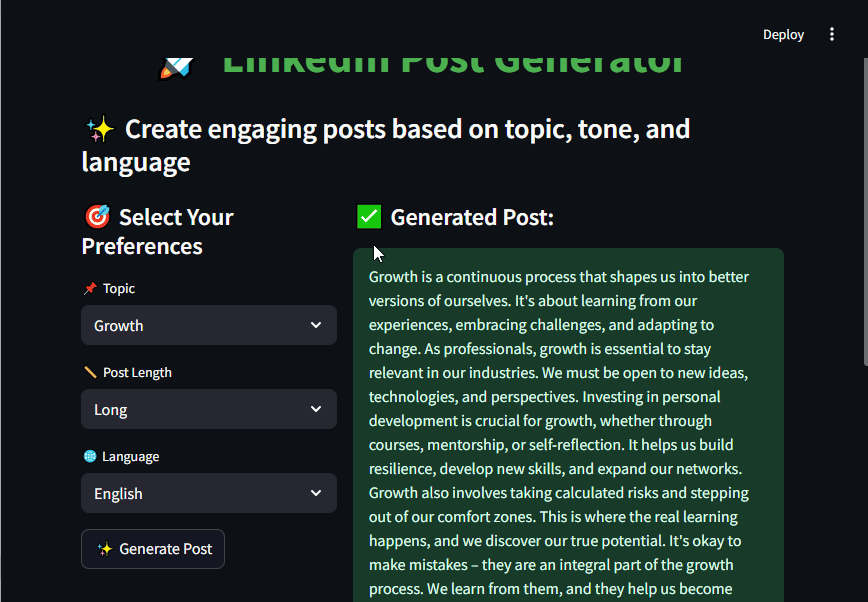 Deploy
LinkedIn Post Generator
Create engaging posts based on topic, tone, and
language
Select Your
Preferences
Topic
Growth
Post Length
Long
Language
English
Generate Post
Generated Post:
Growth is a continuous process that shapes us into better
versions of ourselves. It's about learning from our
experiences, embracing challenges, and adapting to
change. As professionals, growth is essential to stay
relevant in our industries. We must be open to new ideas,
technologies, and perspectives. Investing in personal
development is crucial for growth, whether through
courses, mentorship, or self-reflection. It helps us build
resilience, develop new skills, and expand our networks.
Growth also involves taking calculated risks and stepping
out of our comfort zones. This is where the real learning
happens, and we discover our true potential. It's okay to
make mistakes – they are an integral part of the growth
process. We learn from them, and they help us become